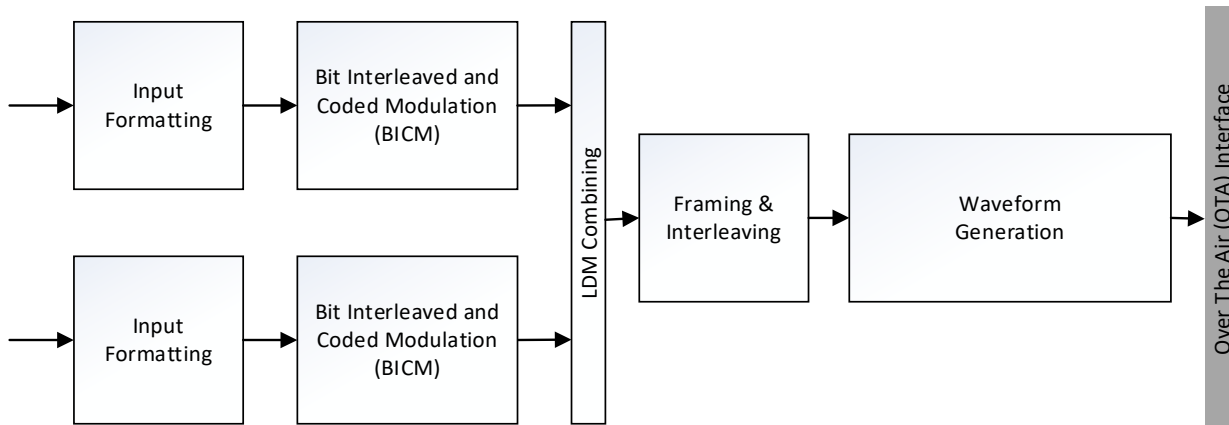 Input
Formatting
Bit Interleaved and
Coded Modulation
(BICM)
Input
Formatting
Bit Interleaved and
Coded Modulation
(BICM)
LDM Combining
Framing &
Interleaving
Waveform
Generation
Over The Air (OTA) Interface